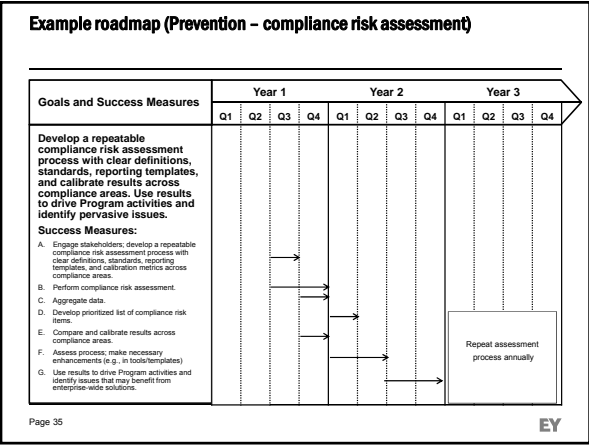 Example roadmap (Prevention – compliance risk assessment)
Goals and Success Measures
Year 1
Year 2
Year 3
Q1 Q2 Q3 Q4 Q1 Q2 Q3 Q4 Q1 Q2 Q3 Q4
Develop a repeatable
compliance risk assessment
process with clear definitions,
standards, reporting templates,
and calibrate results across
compliance areas. Use results
to drive Program activities and
identify pervasive issues.
Success Measures:
A. Engage stakeholders; develop a repeatable
compliance risk assessment process with
clear definitions, standards, reporting
templates, and calibration metrics across
compliance areas.
B. Perform compliance risk assessment.
C. Aggregate data.
D. Develop prioritized list of compliance risk
items.
E. Compare and calibrate results across
compliance areas.
F. Assess process; make necessary
enhancements (e.g., in tools/templates)
G. Use results to drive Program activities and
identify issues that may benefit from
enterprise-wide solutions.
Repeat assessment
process annually
Page 35
EY